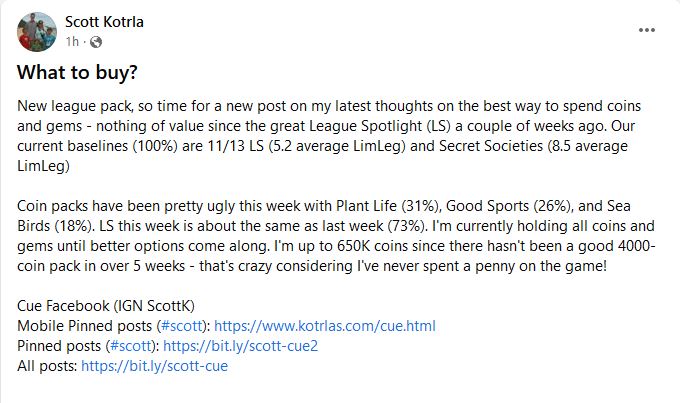 Scott Kotrla
1h ·
What to buy?
New league pack, so time for a new post on my latest thoughts on the best way to spend coins
and gems - nothing of value since the great League Spotlight (LS) a couple of weeks ago. Our
current baselines (100%) are 11/13 LS (5.2 average LimLeg) and Secret Societies (8.5 average
LimLeg)
Coin packs have been pretty ugly this week with Plant Life (31%), Good Sports (26%), and Sea
Birds (18%). LS this week is about the same as last week (73%). I'm currently holding all coins and
gems until better options come along. I'm up to 650K coins since there hasn't been a good 4000-
coin pack in over 5 weeks - that's crazy considering I've never spent a penny on the game!
Cue Facebook (IGN ScottK)
Mobile Pinned posts (#scott): https://www.kotrlas.com/cue.html
Pinned posts (#scott): https://bit.ly/scott-cue2
All posts: https://bit.ly/scott-cue